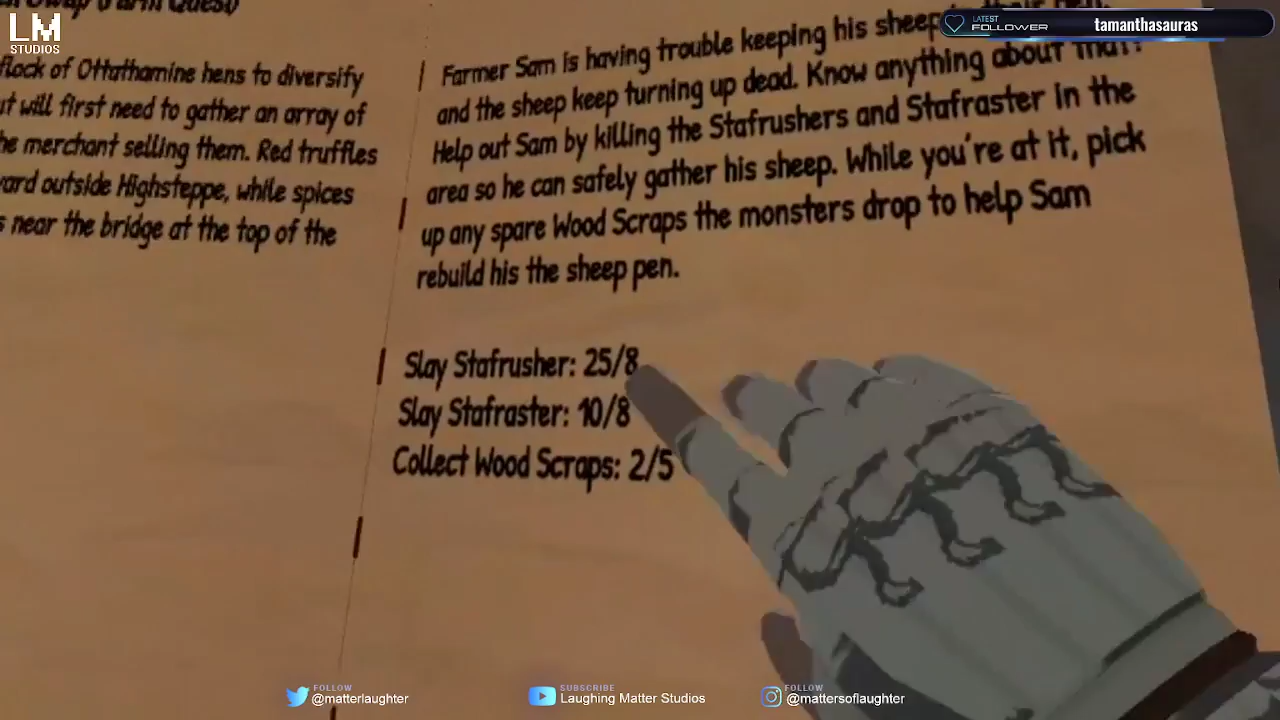 LM
STUDIOS
LATEST
FOLLOWER
tamanthasauras
Quest
flock of Ottathamine hens to diversify
will first need to gather an array of
merchant selling them. Red truffles
outside Highsteppe, while spices
near the bridge at the top of the
Farmer Sam is having trouble keeping his sheep
and the sheep keep turning up dead. Know anything about that?
Help out Sam by killing the Stafrushers and Stafraster in the
area so he can safely gather his sheep. While you're at it, pick
up any spare Wood Scraps the monsters drop to help Sam
rebuild his the sheep pen.
Slay Stafrusher: 25/8
Slay Stafraster: 10/8
Collect Wood Scraps: 2/5
FOLLOW
@matterlaughter
SUBSCRIBE
Laughing Matter Studios
FOLLOW
@mattersoflaughter